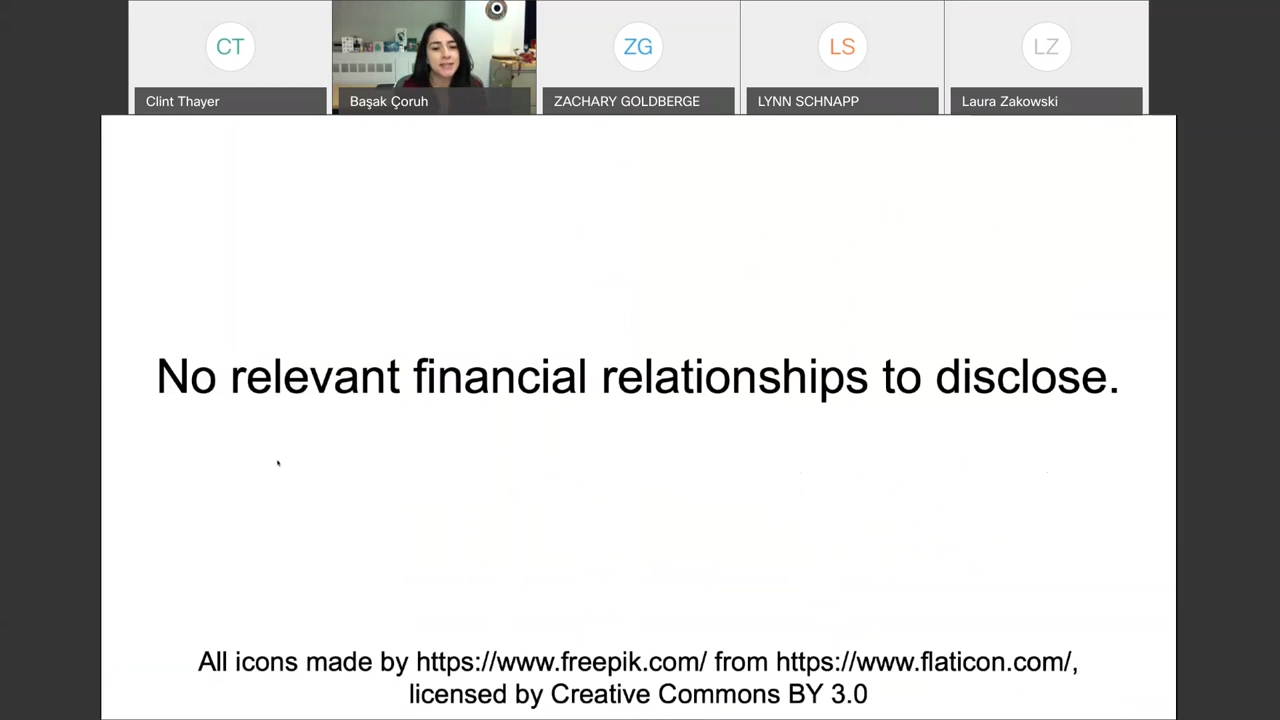 CT
ZG
LS
LZ
Clint Thayer
Başak Çoruh
ZACHARY GOLDBERGE
LYNN SCHNAPP
Laura Zakowski
No relevant financial relationships to disclose.
All icons made by https://www.freepik.com/ from https://www.flaticon.com/,
licensed by Creative Commons BY 3.0